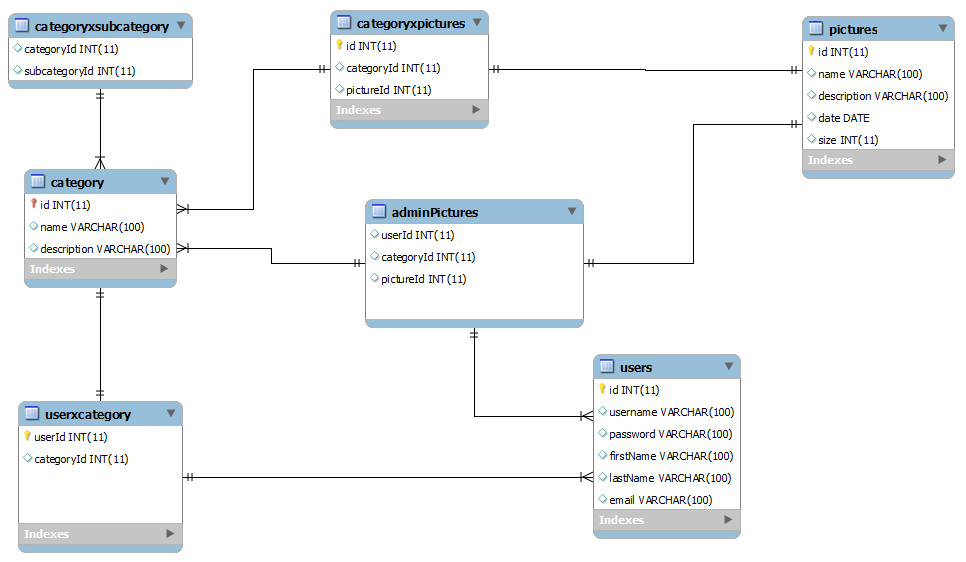 categoryxsubcategory
categoryId INT(11)
subcategoryId INT(11)
categoryxpictures
id INT(11)
categoryId INT(11)
pictureId INT(11)
Indexes
pictures
id INT(11)
name VARCHAR(100)
description VARCHAR(100)
date DATE
size INT(11)
Indexes
category
id INT(11)
name VARCHAR(100)
description VARCHAR(100)
Indexes
adminPictures
userId INT(11)
categoryId INT(11)
pictureId INT(11)
users
id INT(11)
username VARCHAR(100)
password VARCHAR(100)
firstName VARCHAR(100)
lastName VARCHAR(100)
email VARCHAR(100)
Indexes
userxcategory
userId INT(11)
categoryId INT(11)
Indexes